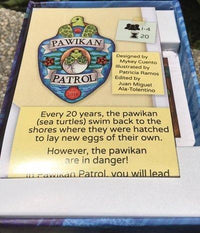 PAWIKAN
PATROL
1-4
20
Designed by
Mykey Cuento
Illustrated by
Patricia Ramos
Edited by
Juan Miguel
Ala-Tolentino
Every 20 years, the pawikan
(sea turtles) swim back to the
shores where they were hatched
to lay new eggs of their own.
However, the pawikan
are in danger!
In Pawikan Patrol, you will lead